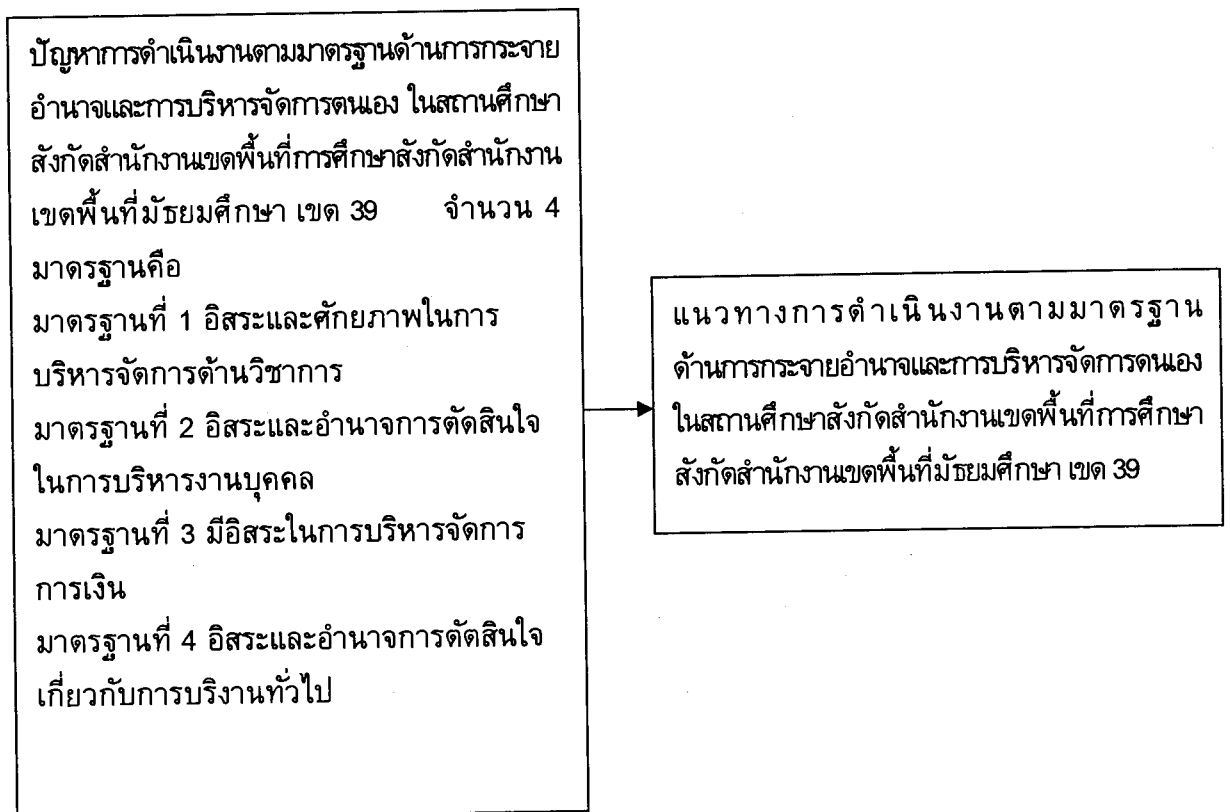 ปัญหาการดำเนินงานตามมาตรฐานด้านการกระจาย
อำนาจและการบริหารจัดการตนเอง ในสถานศึกษา
สังกัดสำนักงานเขตพื้นที่การศึกษาสังกัดสำนักงาน
เขตพื้นที่มัธยมศึกษา เขต 39 จำนวน 4
มาตรฐานคือ
มาตรฐานที่ 1 อิสระและศักยภาพในการ
บริหารจัดการด้านวิชาการ
มาตรฐานที่ 2 อิสระและอำนาจการตัดสินใจ
ในการบริหารงานบุคคล
มาตรฐานที่ 3 มีอิสระในการบริหารจัดการ
การเงิน
มาตรฐานที่ 4 อิสระและอำนาจการตัดสินใจ
เกี่ยวกับการบริงานทั่วไป
แนวทางการดำเนินงานตามมาตรฐาน
ด้านการกระจายอำนาจและการบริหารจัดการตนเอง
ในสถานศึกษาสังกัดสำนักงานเขตพื้นที่การศึกษา
สังกัดสำนักงานเขตพื้นที่มัธยมศึกษา เขต 39